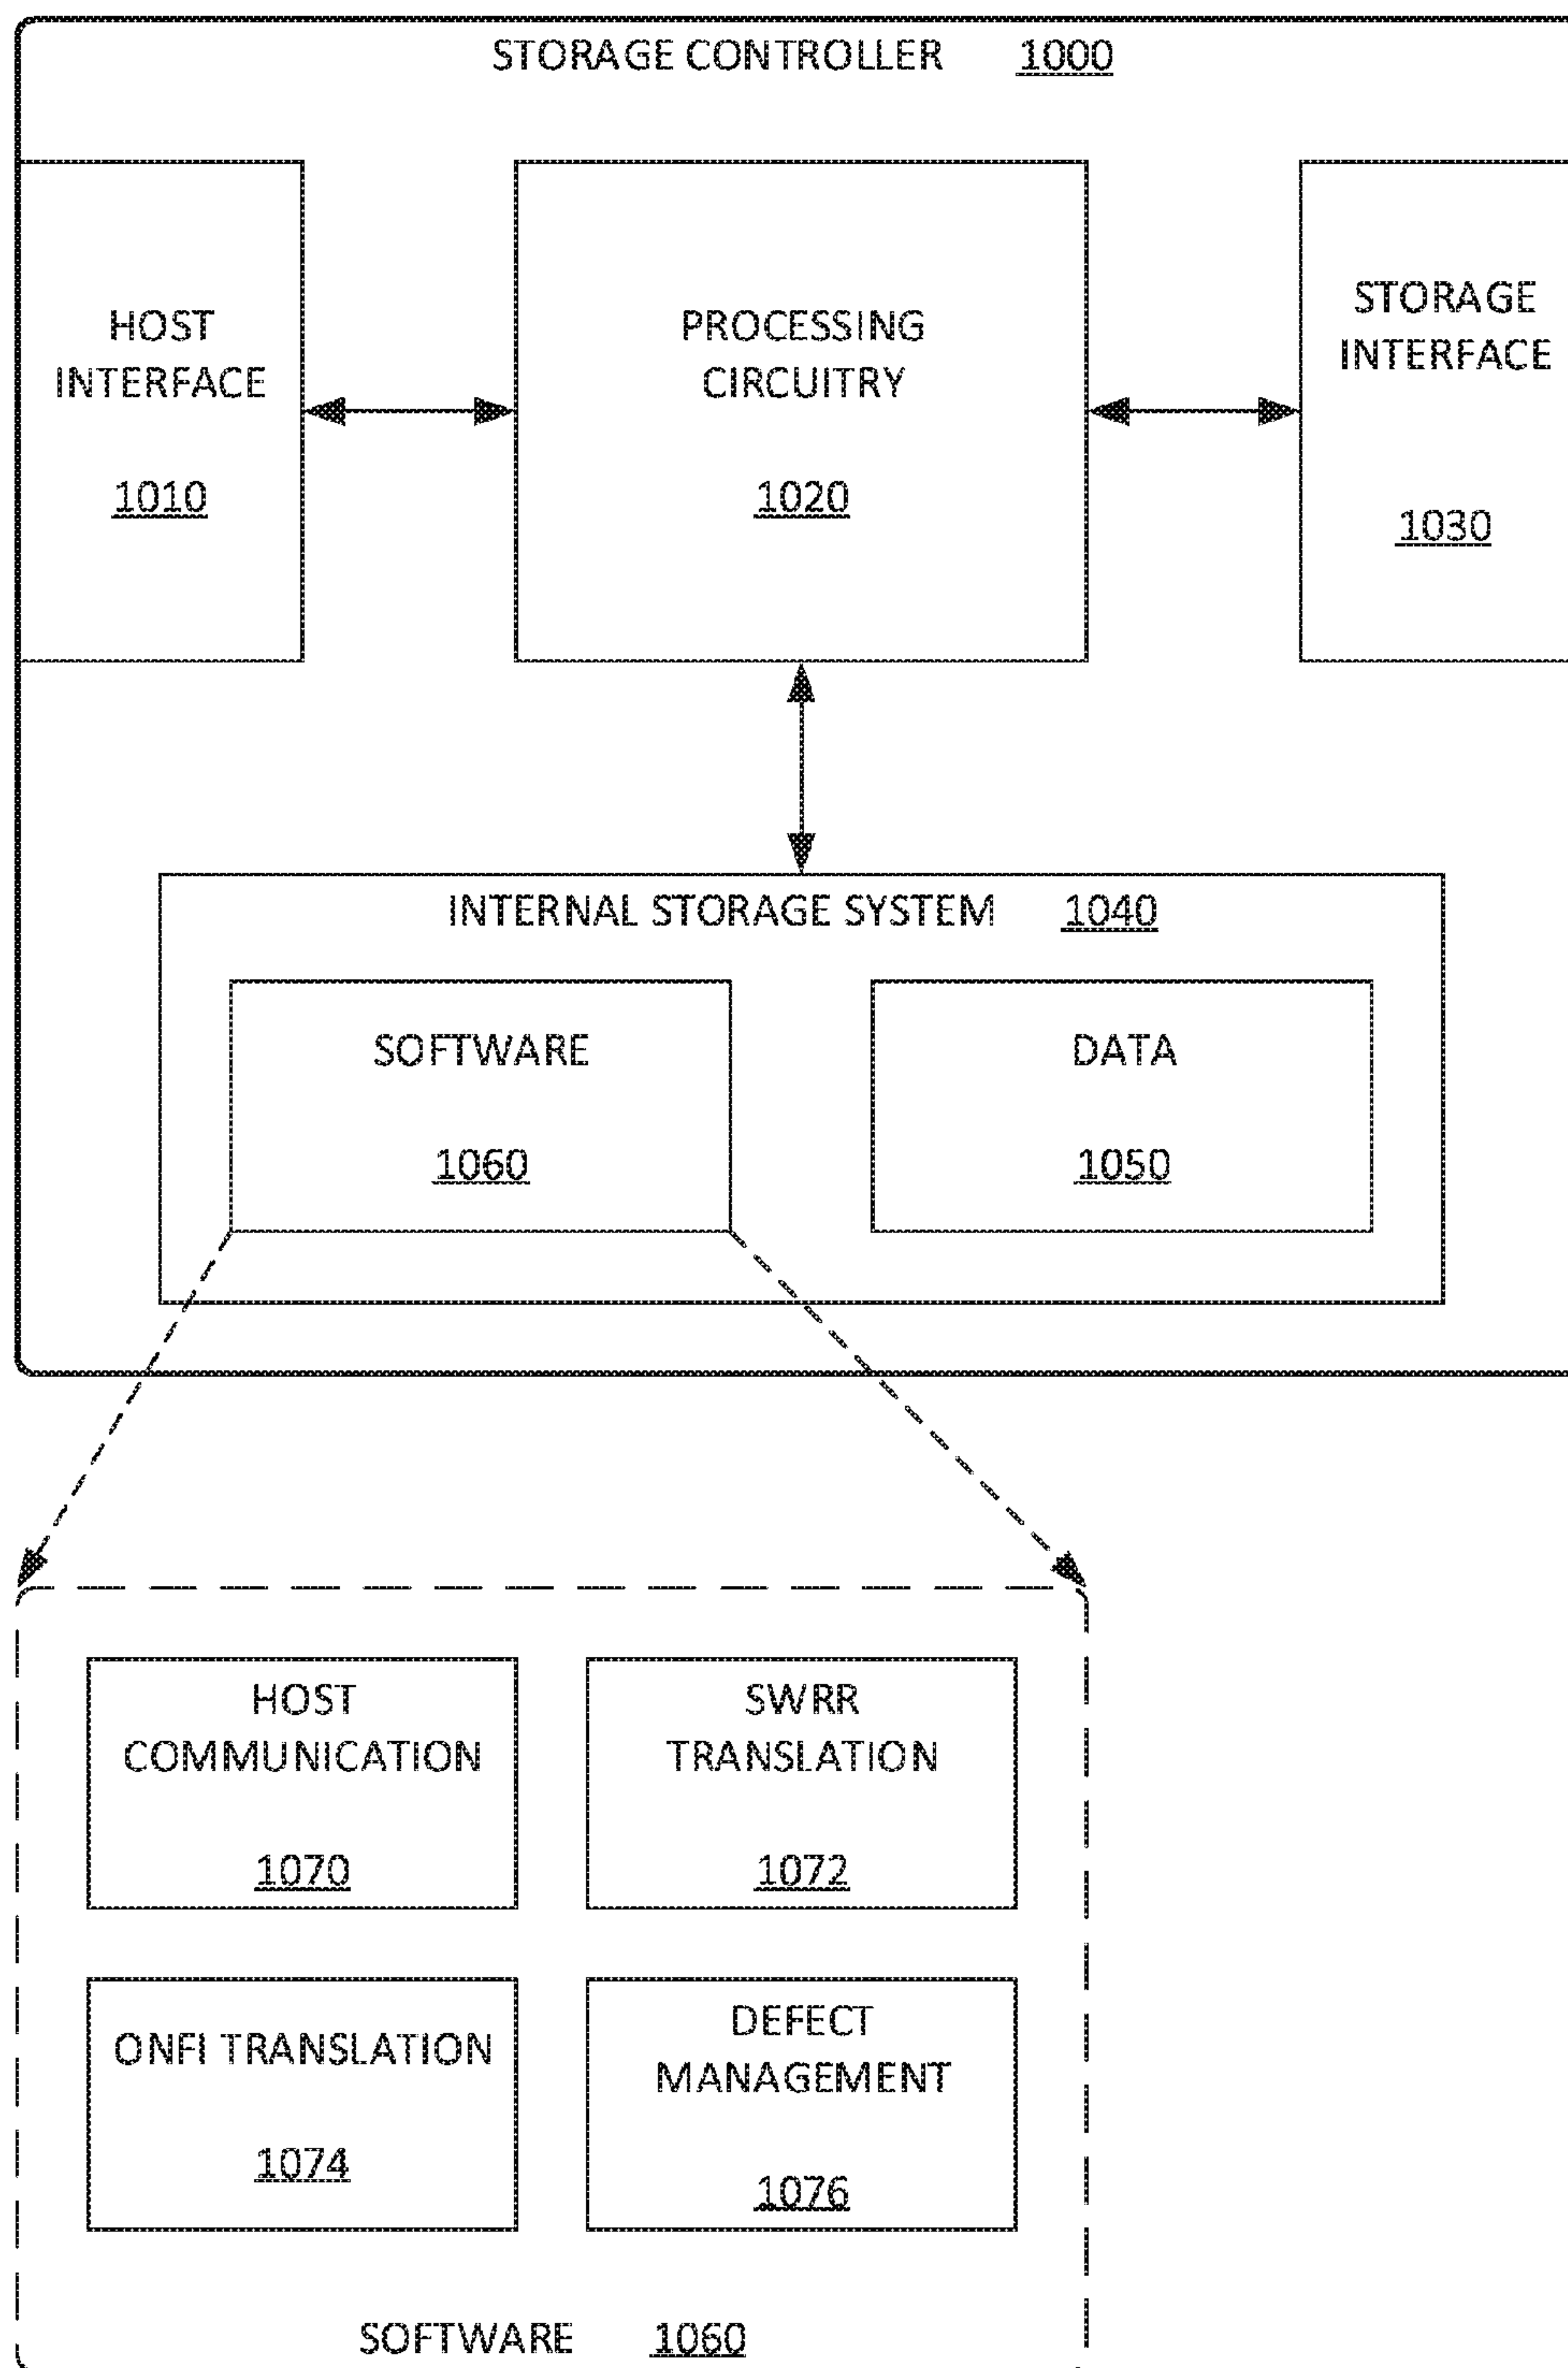 STORAGE CONTROLLER 1000
HOST
INTERFACE
1010
PROCESSING
CIRCUITRY
1020
STORAGE
INTERFACE
1030
INTERNAL STORAGE SYSTEM 1040
SOFTWARE
1060
DATA
1050
HOST
COMMUNICATION
1070
SWRR
TRANSLATION
1072
ONFI TRANSLATION
1074
DEFECT
MANAGEMENT
1076
SOFTWARE 1060